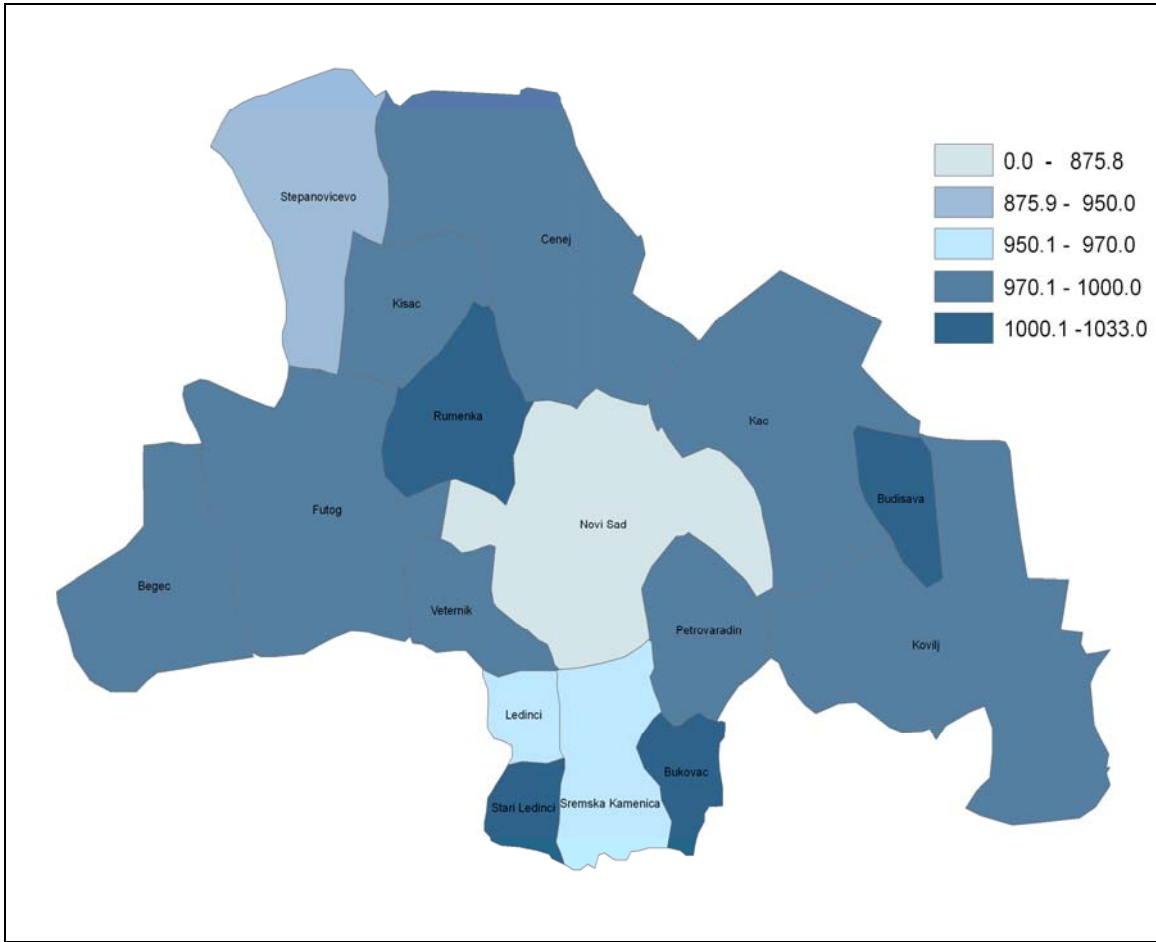 0.0 - 875.8
875.9 - 950.0
950.1 - 970.0
970.1 - 1000.0
1000.1 -1033.0
Stepanovicevo
Cenej
Kisac
Rumenka
Kac
Budisava
Futog
Novi Sad
Begec
Veternik
Petrovaradin
Kovilj
Ledinci
Bukovac
Stari Ledinci
Sremska Kamenica